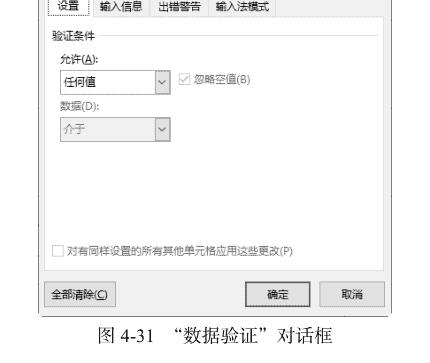 设置 输入信息 出错警告 输入法模式
验证条件
允许(A):
任何值 忽略空值(B)
数据(D):
介于
对有同样设置的所有其他单元格应用这些更改(P)
全部清除(C) 确定 取消
图 4-31 “数据验证”对话框